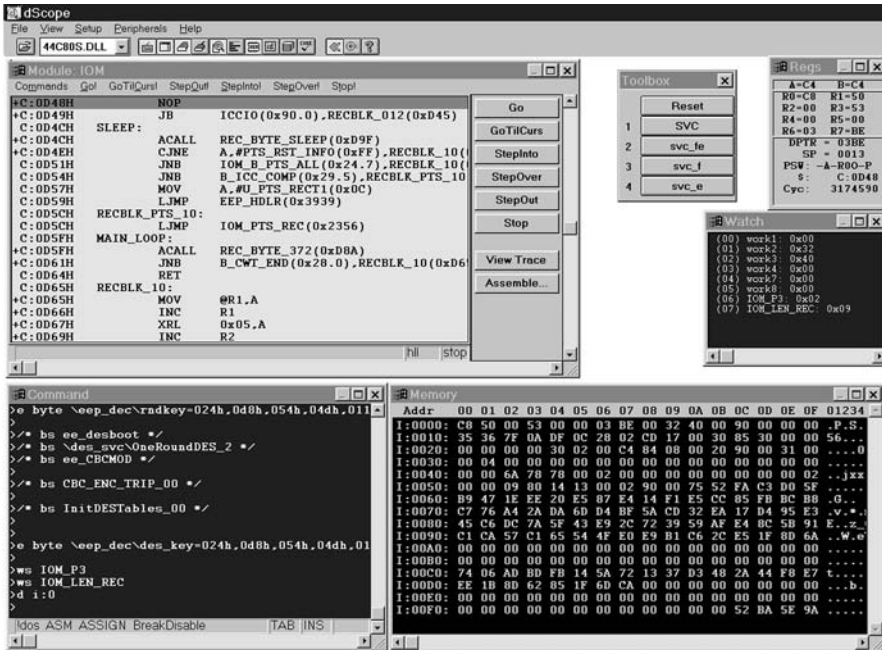 dScope
File View Setup Peripherals Help
44C80S.DLL
Module: IOM
Commands Go! GoTilCurs! StepOut! StepInto! StepOver! Stop!
+C:0D48H NOP
+C:0D49H JB ICCIO(0x90.0),RECBLK_012(0xD45)
C:0D4CH SLEEP:
+C:0D4CH ACALL REC_BYTE_SLEEP(0xD9F)
+C:0D4EH CJNE A,#PTS_RST_INFO(0xFF),RECBLK_10(
C:0D51H JNB IOM_B_PTS_ALL(0x24.7),RECBLK_10(
C:0D54H JNB B_ICC_COMP(0x29.5),RECBLK_PTS_10
C:0D57H MOV A,#U_PTS_RECT1(0x0C)
C:0D59H LJMP EEP_HDLR(0x3939)
C:0D5CH RECBLK_PTS_10:
C:0D5CH LJMP IOM_PTS_REC(0x2356)
C:0D5FH MAIN_LOOP:
+C:0D5FH ACALL REC_BYTE_372(0xD8A)
+C:0D61H JNB B_CWT_END(0x28.0),RECBLK_10(0xD6
C:0D64H RET
C:0D65H RECBLK_10:
+C:0D65H MOV @R1,A
+C:0D66H INC R1
+C:0D67H XRL 0x05,A
+C:0D69H INC R2
hll stop
Go
GoTilCurs
StepInto
StepOver
StepOut
Stop
View Trace
Assemble...
Toolbox
Reset
1 SVC
2 svc_fe
3 svc_f
4 svc_e
Regs
A=C4 B=C4
R0=C8 R1=50
R2=00 R3=53
R4=00 R5=00
R6=03 R7=BE
DPTR = 03BE
SP = 0013
PSW: -A-R0O-P
$: C:0D48
Cyc: 3174590
Watch
(00) work1: 0x00
(01) work2: 0x32
(02) work3: 0x40
(03) work4: 0x00
(04) work7: 0x00
(05) work8: 0x00
(06) IOM_P3: 0x02
(07) IOM_LEN_REC: 0x09
Command
>e byte \eep_dec\rndkey=024h,0d8h,054h,04dh,011
>
>/* bs ee_desboot */
>/* bs \des_svc\OneRoundDES_2 */
>/* bs ee_CBCMOD */
>
>/* bs CBC_ENC_TRIP_00 */
>
>/* bs InitDESTables_00 */
>
>
>e byte \eep_dec\des_key=024h,0d8h,054h,04dh,01
>
>ws IOM_P3
>ws IOM_LEN_REC
>d i:0
>
!dos ASM ASSIGN BreakDisable TAB INS
Memory
Addr 00 01 02 03 04 05 06 07 08 09 0A 0B 0C 0D 0E 0F 01234
I:0000: C8 50 00 53 00 00 03 BE 00 32 40 00 90 00 00 00 .P.S.
I:0010: 35 36 7F 0A DF 0C 28 02 CD 17 00 30 85 30 00 00 56...
I:0020: 00 00 00 00 30 02 00 C4 84 08 00 20 90 00 31 00 ....0
I:0030: 00 04 00 00 00 00 00 00 00 00 00 00 00 00 00 00 .....
I:0040: 00 00 6A 78 78 00 02 00 00 00 00 00 00 00 00 02 ..jxx
I:0050: 00 00 09 80 14 13 00 02 90 00 75 52 FA C3 D0 5F .....
I:0060: B9 47 1E EE 20 E5 87 E4 14 F1 E5 CC 85 FB BC B8 .G..
I:0070: C7 76 A4 2A DA 6D D4 BF 5A CD 32 EA 17 D4 95 E3 .v.*.
I:0080: 45 C6 DC 7A 5F 43 E9 2C 72 39 59 AF E4 8C 5B 91 E..z_
I:0090: C1 CA 57 C1 65 54 4F E0 E9 B1 C6 2C E5 1F 8D 6A ..W.e
I:00A0: 00 00 00 00 00 00 00 00 00 00 00 00 00 00 00 00 .....
I:00B0: 00 00 00 00 00 00 00 00 00 00 00 00 00 00 00 00 .....
I:00C0: 74 06 AD BD FB 14 5A 72 13 37 D3 48 2A 44 F8 E7 t....
I:00D0: EE 1B 8D 62 85 1F 6D CA 00 00 00 00 00 00 00 00 ...b.
I:00E0: 00 00 00 00 00 00 00 00 00 00 00 00 00 00 00 00 .....
I:00F0: 00 00 00 00 00 00 00 00 00 00 00 00 52 BA 5E 9A .....